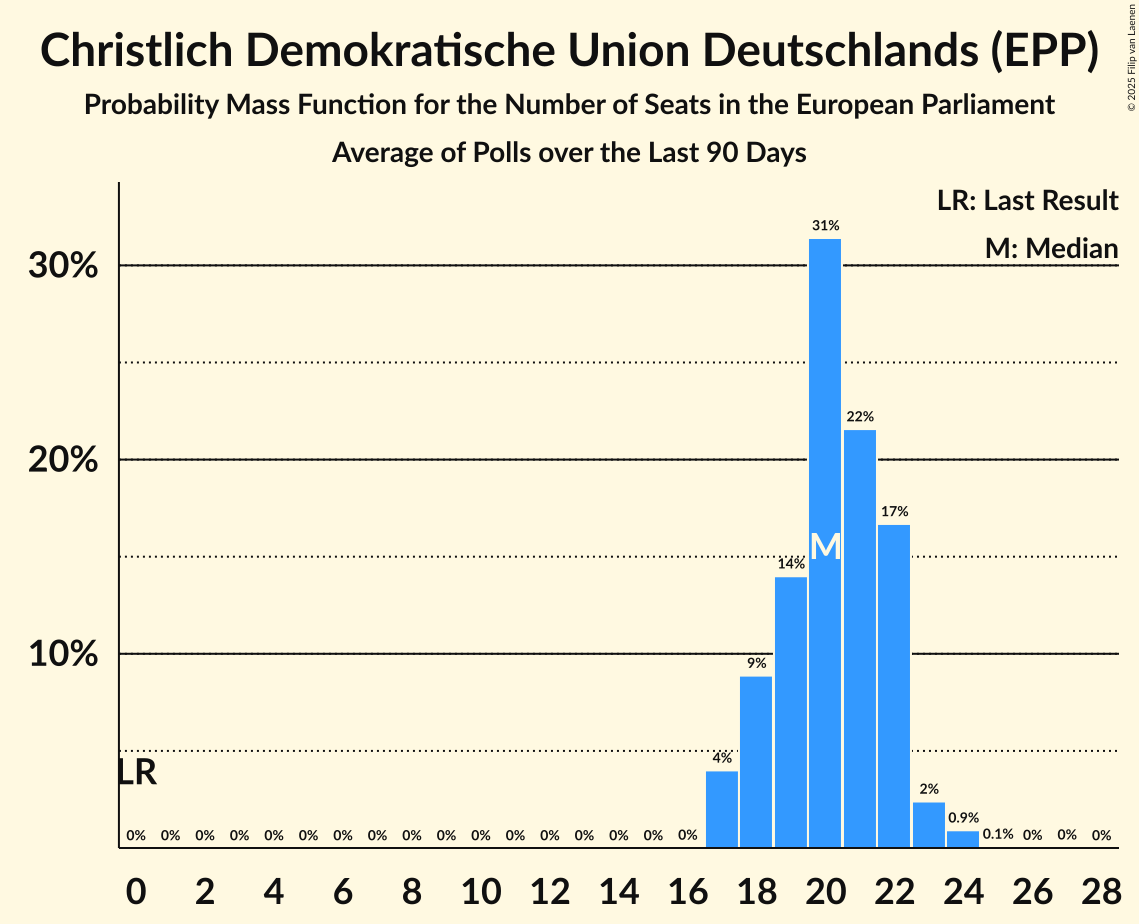 Christlich Demokratische Union Deutschlands (EPP)
Probability Mass Function for the Number of Seats in the European Parliament
Average of Polls over the Last 90 Days
© 2025 Filip van Laenen
LR: Last Result
M: Median
30%
20%
10%
31%
22%
17%
14%
9%
4%
2%
0.9%
0.1%
M
LR
0% 0% 0% 0% 0% 0% 0% 0% 0% 0% 0% 0% 0% 0% 0% 0% 0% 0% 0% 0%
0 2 4 6 8 10 12 14 16 18 20 22 24 26 28